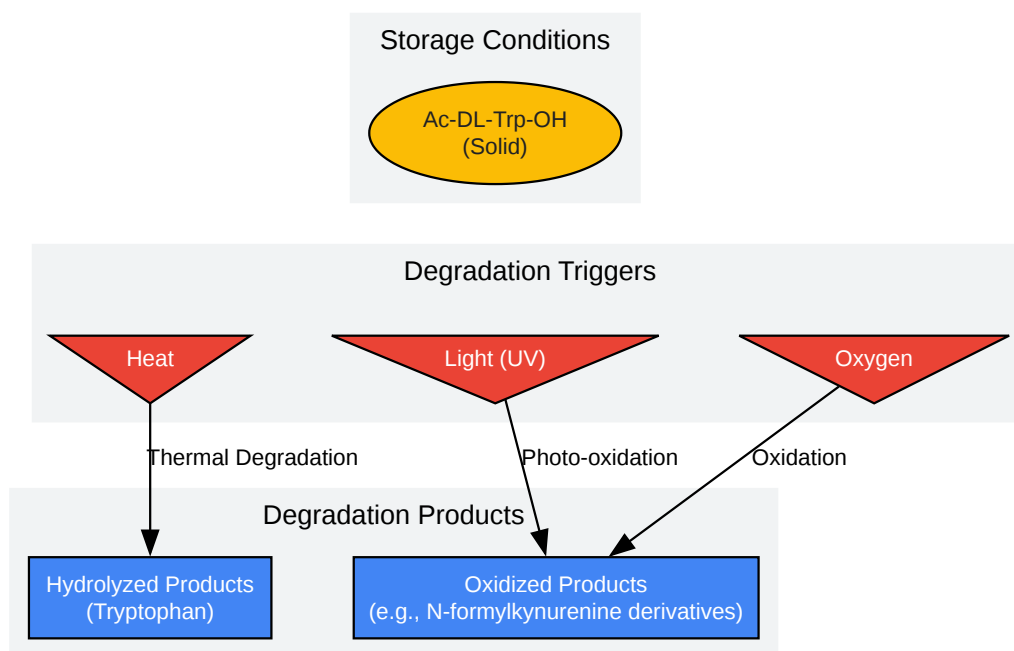 Storage Conditions
Ac-DL-Trp-OH
(Solid)
Degradation Triggers
Heat
Light (UV)
Oxygen
Thermal Degradation
Photo-oxidation
Oxidation
Degradation Products
Hydrolyzed Products
(Tryptophan)
Oxidized Products
(e.g., N-formylkynurenine derivatives)